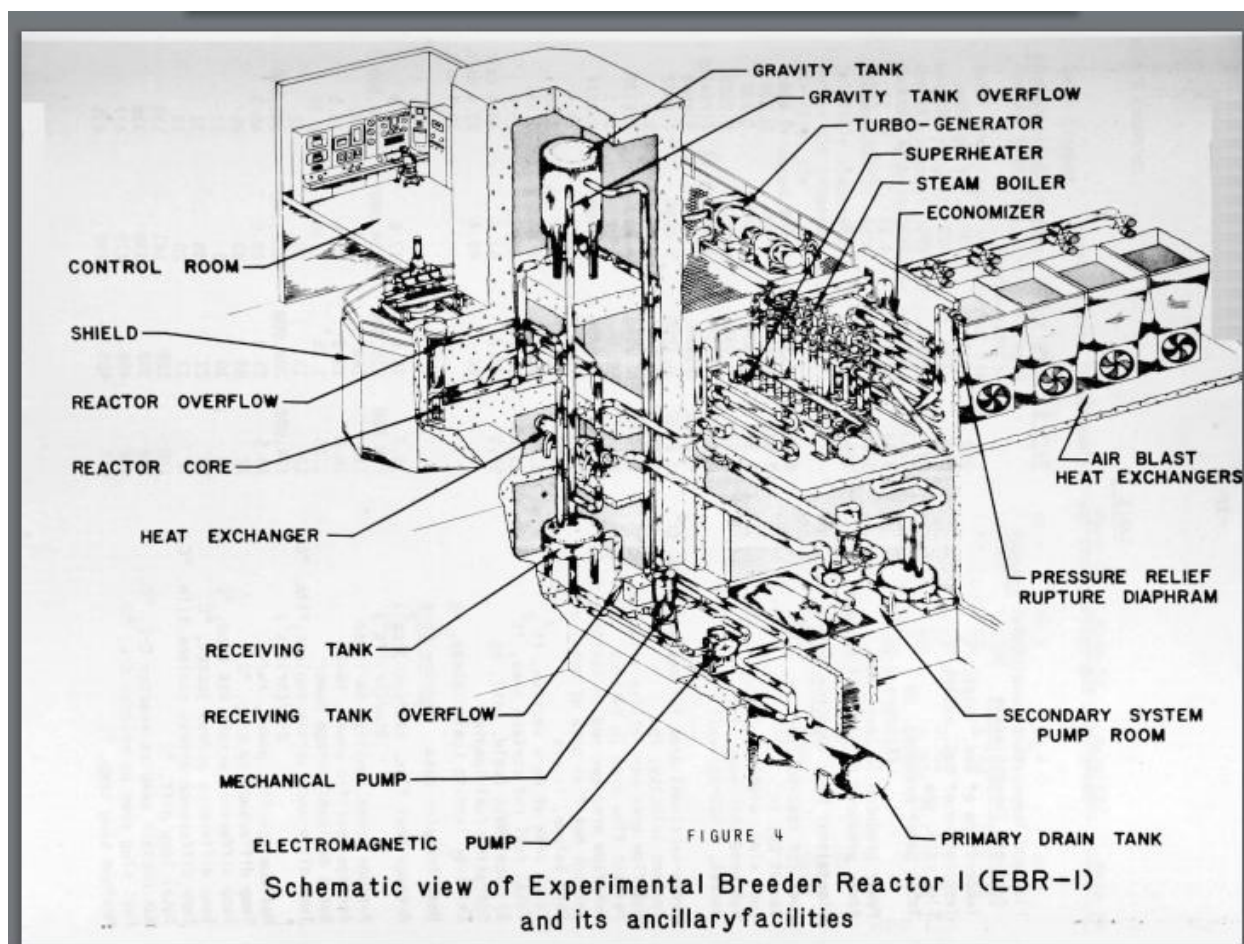 GRAVITY TANK
GRAVITY TANK OVERFLOW
TURBO-GENERATOR
SUPERHEATER
STEAM BOILER
ECONOMIZER
CONTROL ROOM
SHIELD
REACTOR OVERFLOW
REACTOR CORE
HEAT EXCHANGER
RECEIVING TANK
RECEIVING TANK OVERFLOW
MECHANICAL PUMP
ELECTROMAGNETIC PUMP
AIR BLAST
HEAT EXCHANGERS
PRESSURE RELIEF
RUPTURE DIAPHRAM
SECONDARY SYSTEM
PUMP ROOM
PRIMARY DRAIN TANK
FIGURE 4
Schematic view of Experimental Breeder Reactor I (EBR-I)
and its ancillary facilities